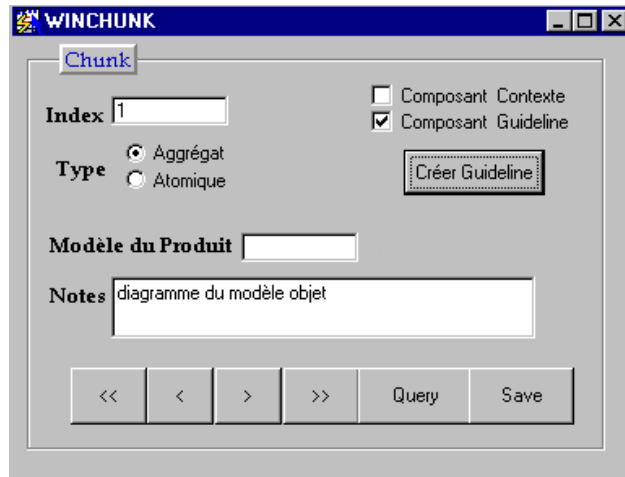 WINCHUNK
Chunk
Index 1
Composant Contexte
Composant Guideline
Type
Aggrégat
Atomique
Créer Guideline
Modèle du Produit
Notes diagramme du modèle objet
<< < > >> Query Save